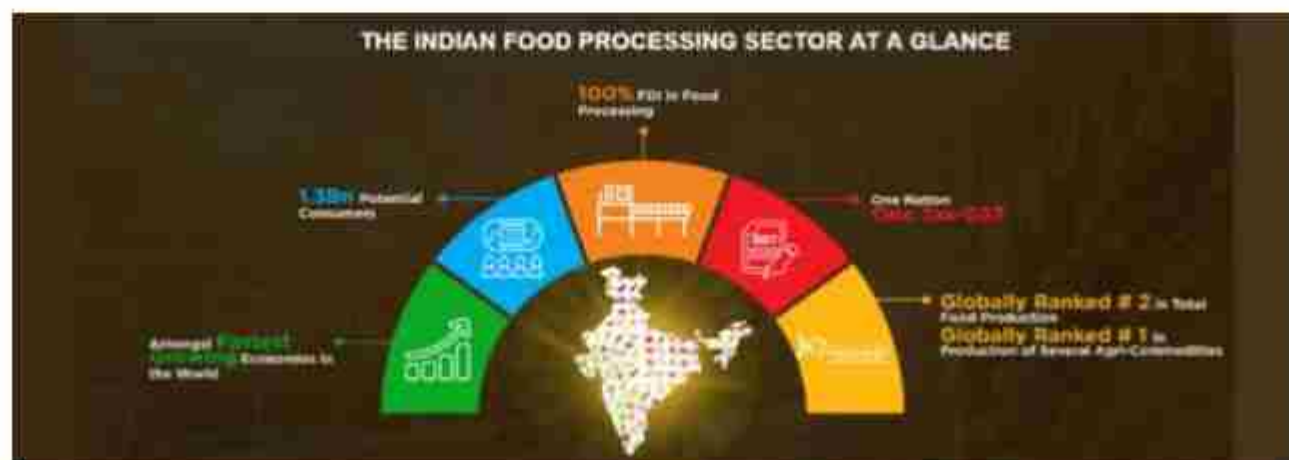 THE INDIAN FOOD PROCESSING SECTOR AT A GLANCE
100% FDI in Food
Processing
Potential
Consumers
One Nation
One Tax-GST
Globally Ranked # 2 in Total
Food Production
Globally Ranked # 1 in
Production of Several Agri-Commodities
Amongst Fastest
Growing Economies in
the World